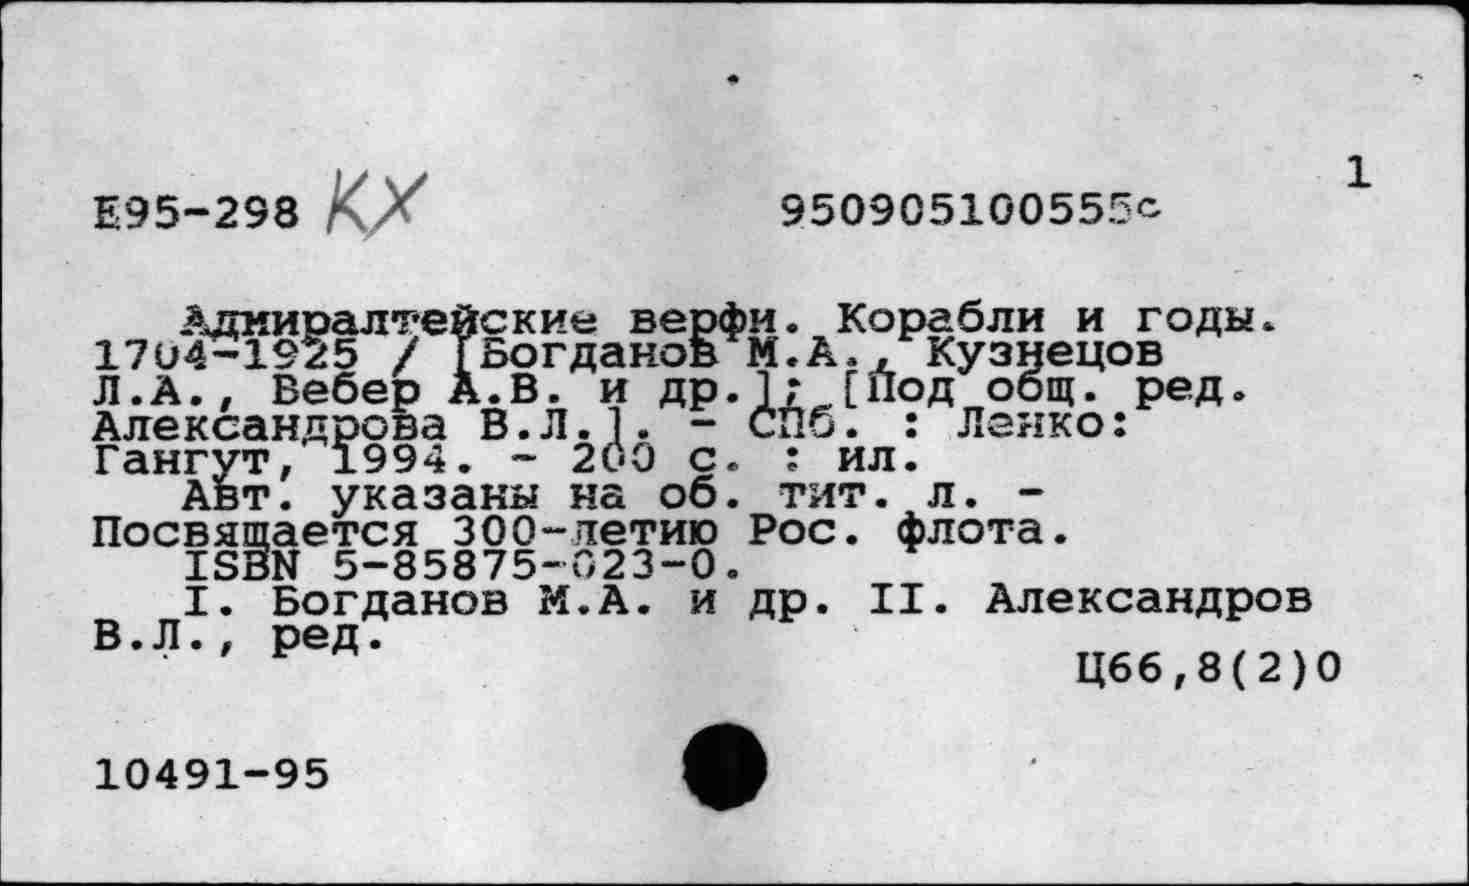 1
Е95-298 КХ 950905100555с
Адмиралтейские верфи. Корабли и годы.
1704-1925 / [Богданов М.А., Кузнецов
Л.А., Вебер А.В. и др.]; [Под общ. ред.
Александрова В.Л.]. - СПб. : Ленко:
Гангут, 1994. - 200 с. : ил.
Авт. указаны на об. тит. л. -
Посвящается 300-летию Рос. флота.
ISBN 5-85875-023-0.
I. Богданов М.А. и др. II. Александров
В.Л., ред.
Ц66,8(2)0
10491-95